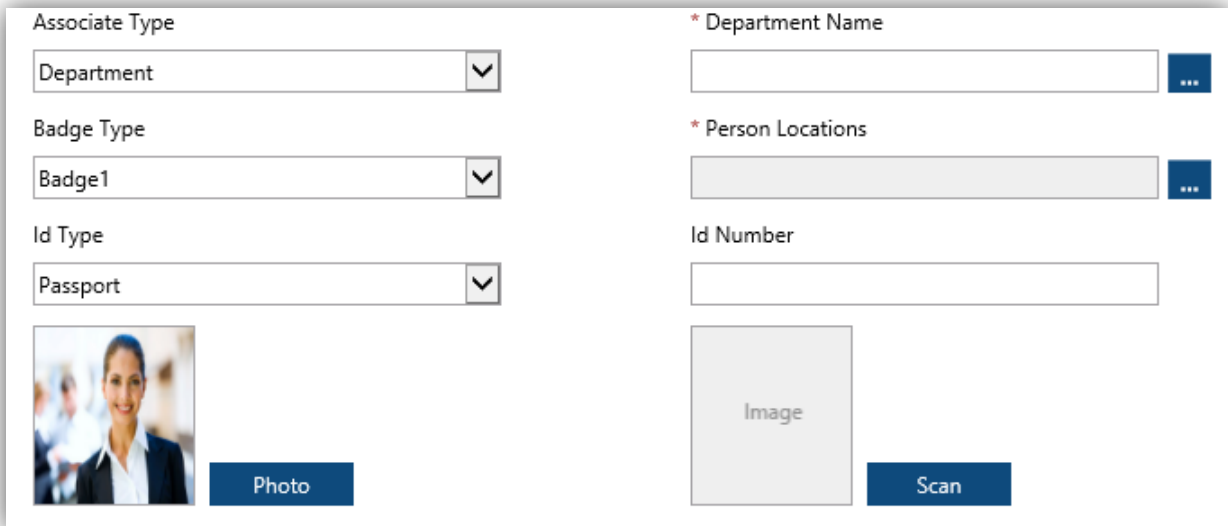 Associate Type
* Department Name
Department
...
Badge Type
* Person Locations
Badge1
...
Id Type
Id Number
Passport
Image
Photo
Scan